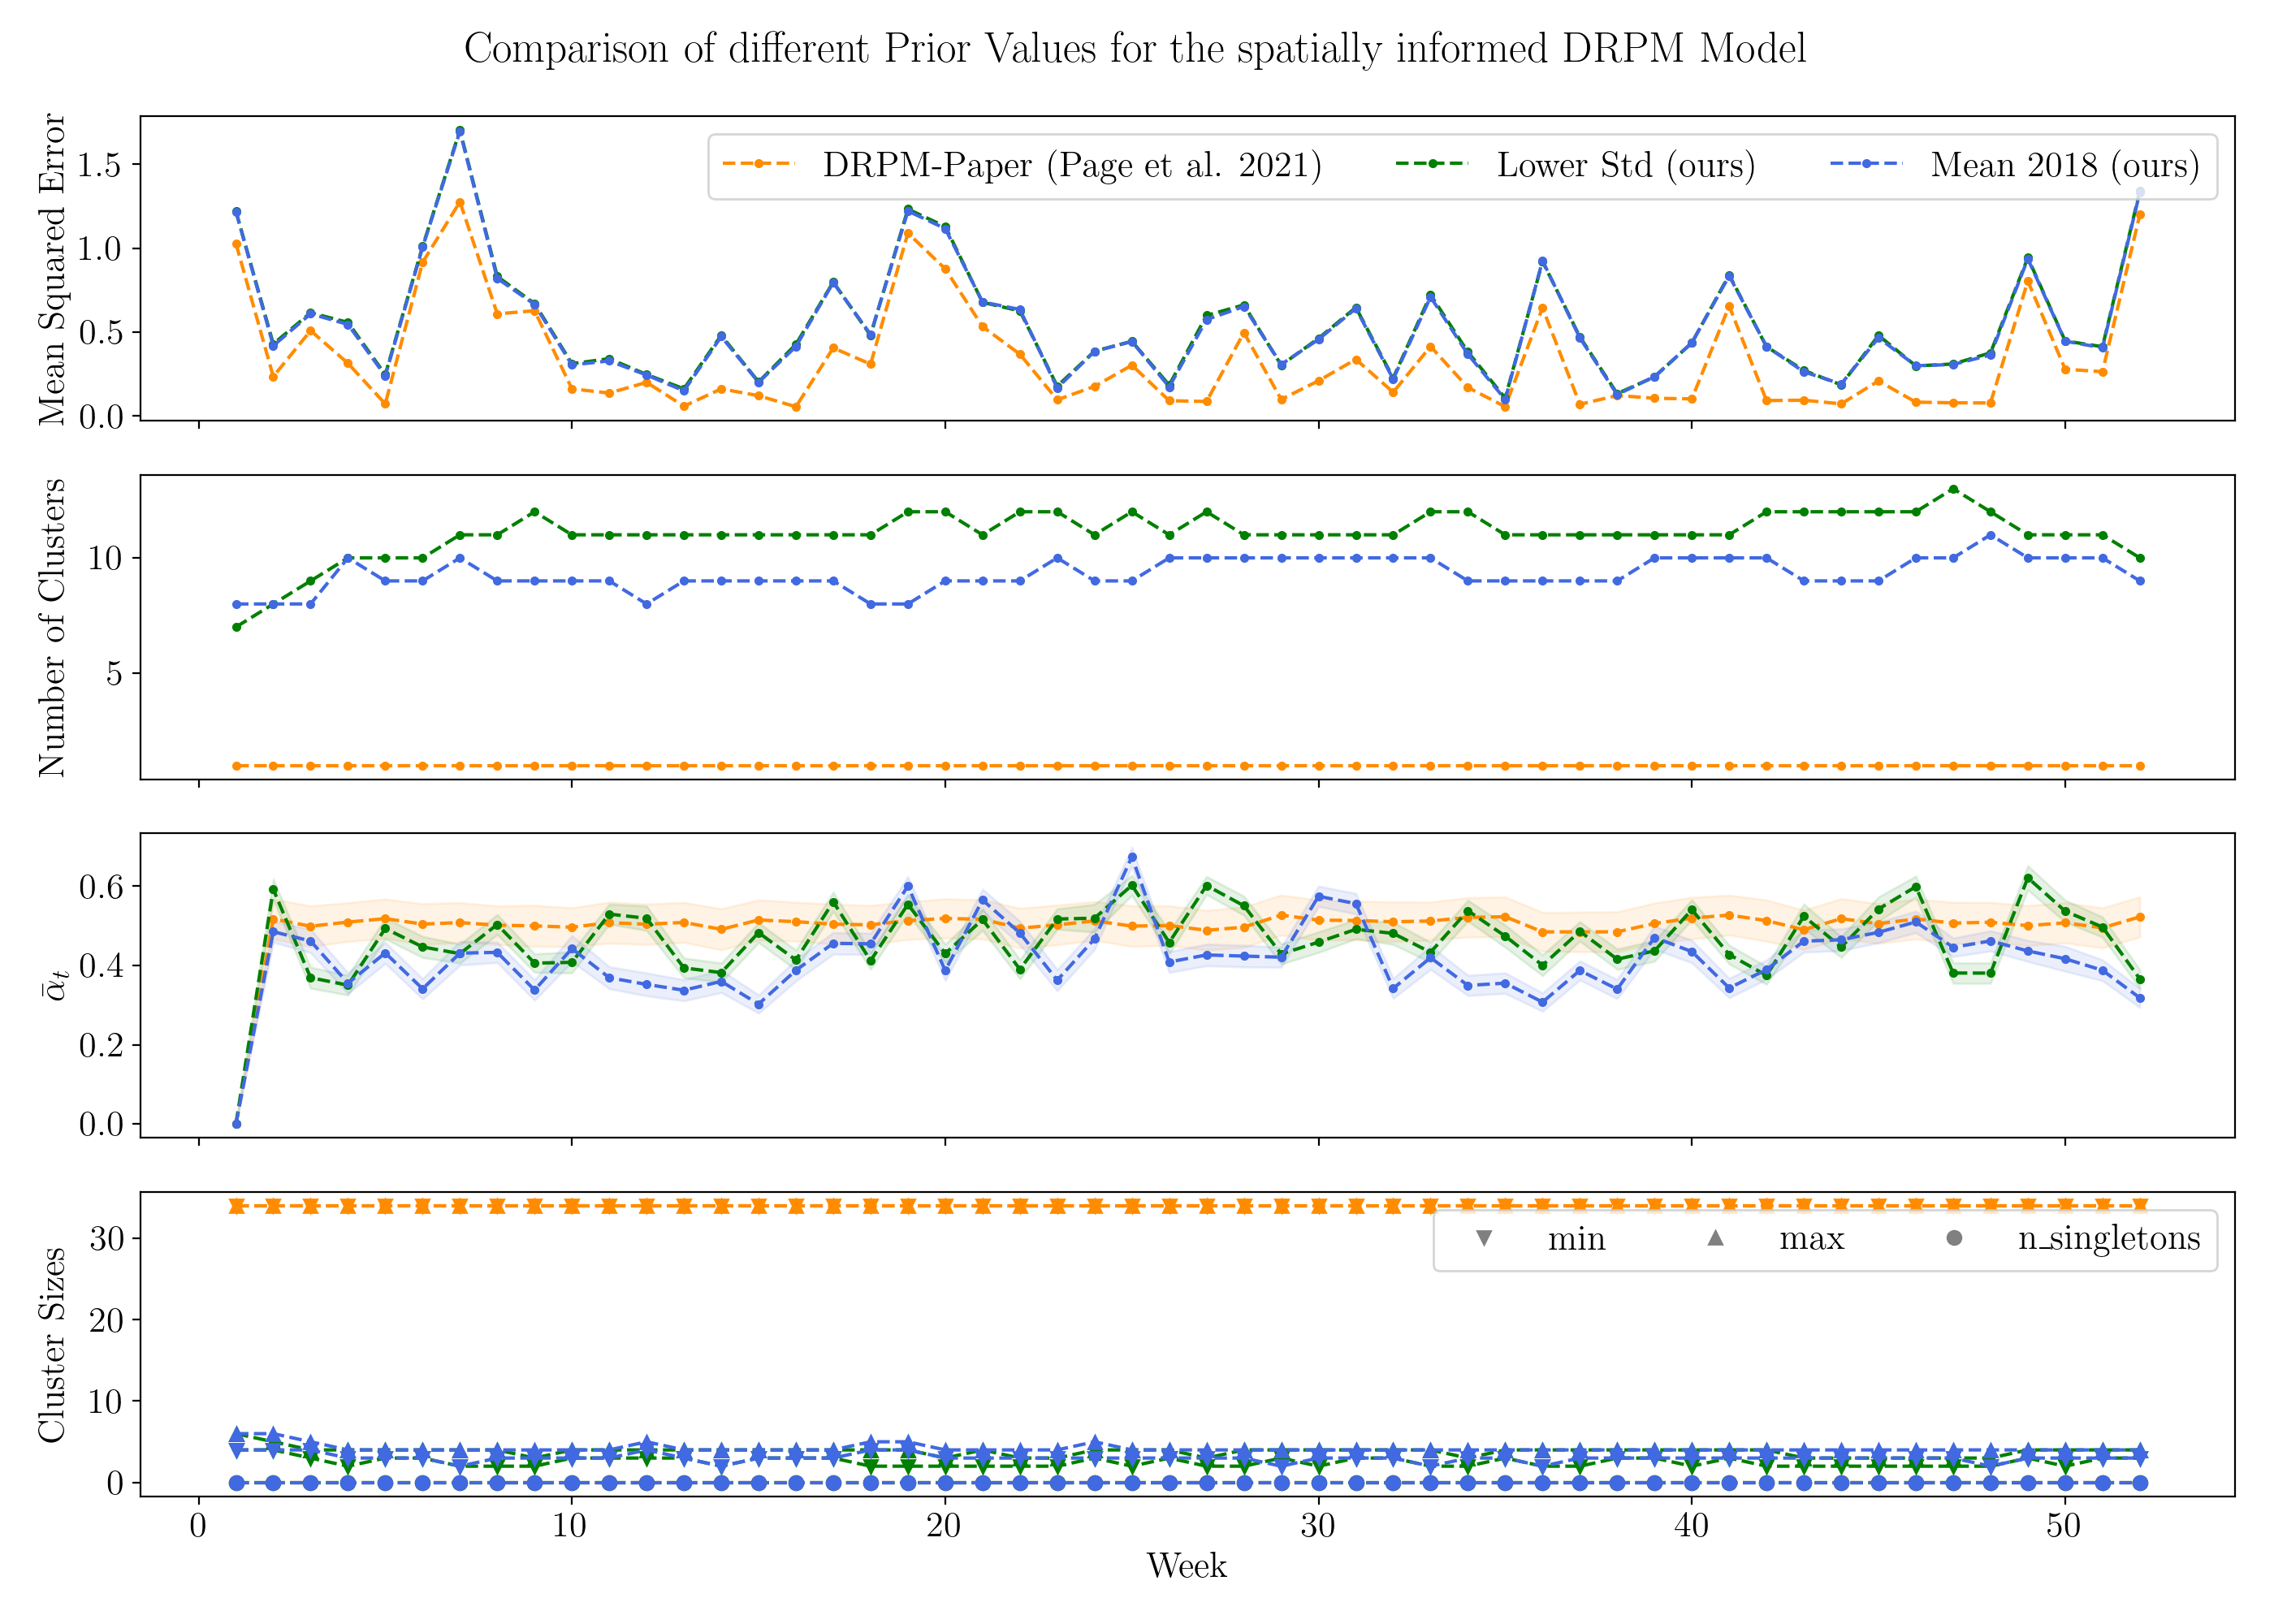 Comparison of different Prior Values for the spatially informed DRPM Model
Mean Squared Error
1.5
1.0
0.5
0.0
DRPM-Paper (Page et al. 2021)
Lower Std (ours)
Mean 2018 (ours)
Number of Clusters
10
5
ᾱt
0.6
0.4
0.2
0.0
Cluster Sizes
30
20
10
0
min
max
n_singletons
0 10 20 30 40 50
Week